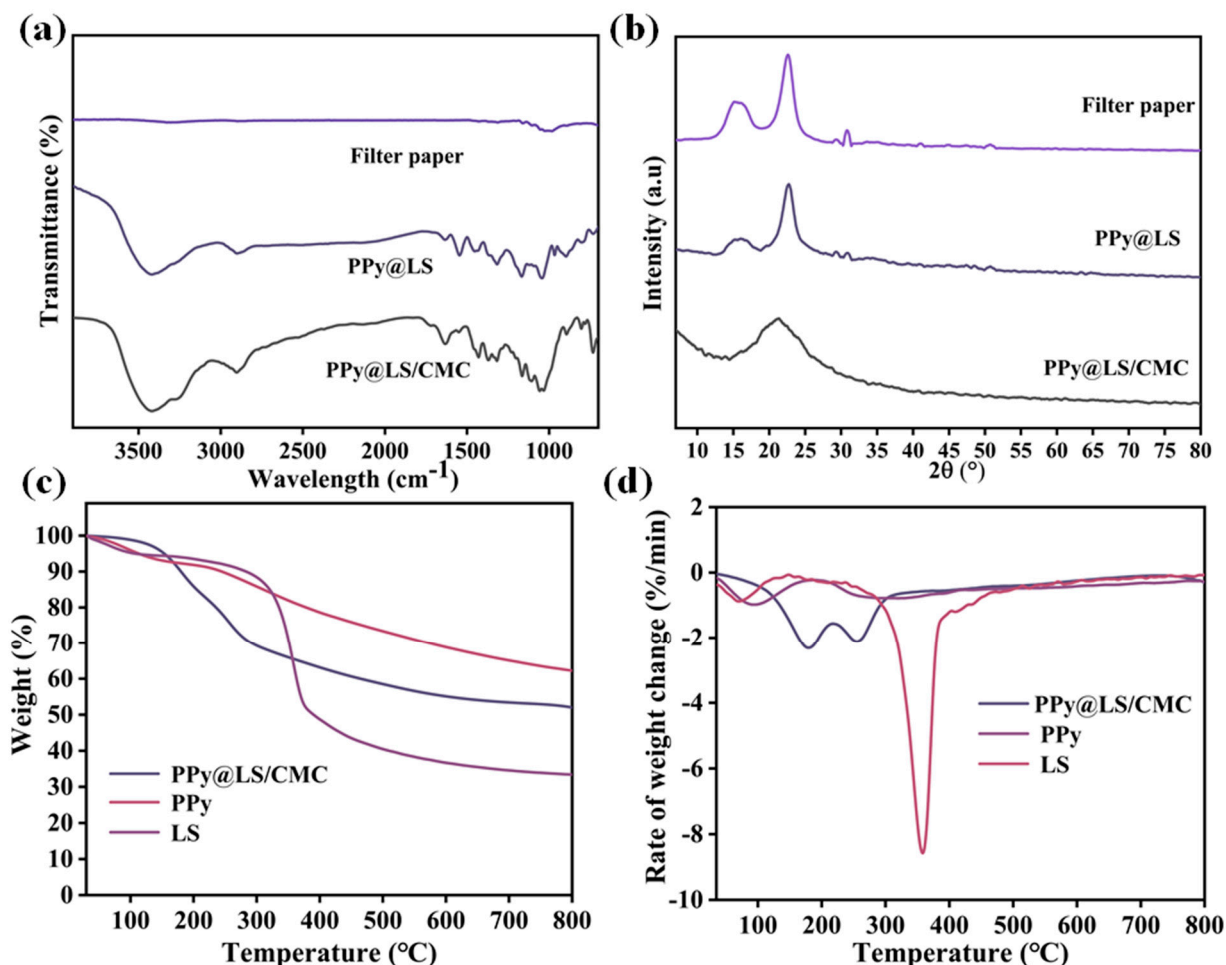 (a)
Transmittance (%)
Filter paper
PPy@LS
PPy@LS/CMC
3500 3000 2500 2000 1500 1000
Wavelength (cm-1)
(b)
Intensity (a.u)
Filter paper
PPy@LS
PPy@LS/CMC
10 15 20 25 30 35 40 45 50 55 60 65 70 75 80
2θ (°)
(c)
Weight (%)
100
90
80
70
60
50
40
30
20
10
0
PPy@LS/CMC
PPy
LS
100 200 300 400 500 600 700 800
Temperature (℃)
(d)
Rate of weight change (%/min)
2
0
-2
-4
-6
-8
-10
PPy@LS/CMC
PPy
LS
100 200 300 400 500 600 700 800
Temperature (℃)